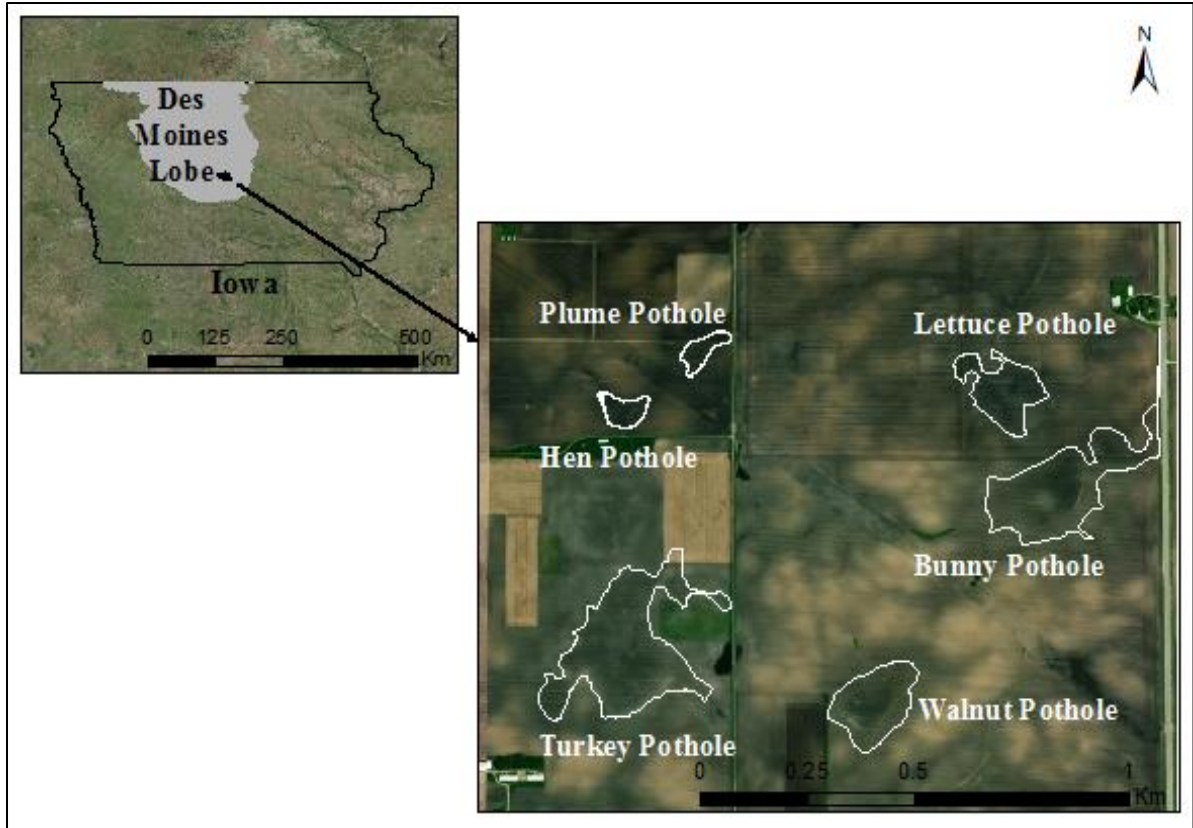 N
Des
Moines
Lobe
Iowa
0 125 250 500
Km
Plume Pothole
Lettuce Pothole
Hen Pothole
Bunny Pothole
Walnut Pothole
Turkey Pothole
0 0.25 0.5 1
Km